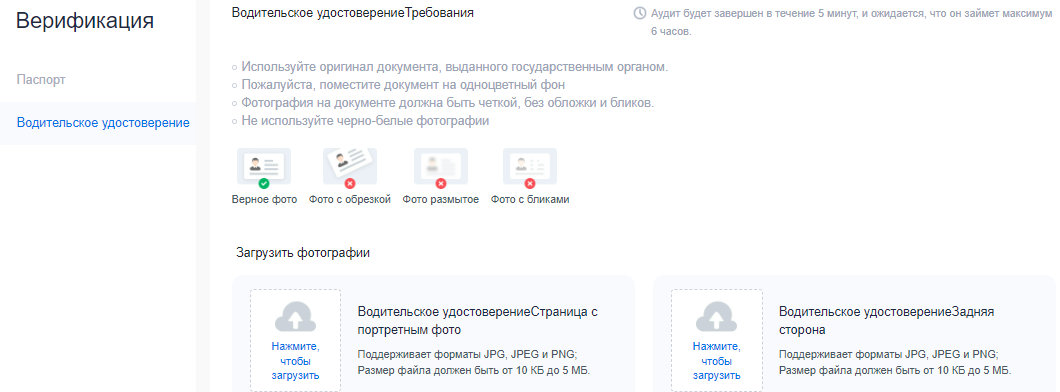 Верификация
Паспорт
Водительское удостоверение
Водительское удостоверениеТребования
Аудит будет завершен в течение 5 минут, и ожидается, что он займет максимум
6 часов.
Используйте оригинал документа, выданного государственным органом.
Пожалуйста, поместите документ на одноцветный фон
Фотография на документе должна быть четкой, без обложки и бликов.
Не используйте черно-белые фотографии
Верное фото
Фото с обрезкой
Фото размытое
Фото с бликами
Загрузить фотографии
Нажмите,
чтобы
загрузить
Водительское удостоверениеСтраница с
портретным фото
Поддерживает форматы JPG, JPEG и PNG;
Размер файла должен быть от 10 КБ до 5 МБ.
Нажмите,
чтобы
загрузить
Водительское удостоверениеЗадняя
сторона
Поддерживает форматы JPG, JPEG и PNG;
Размер файла должен быть от 10 КБ до 5 МБ.